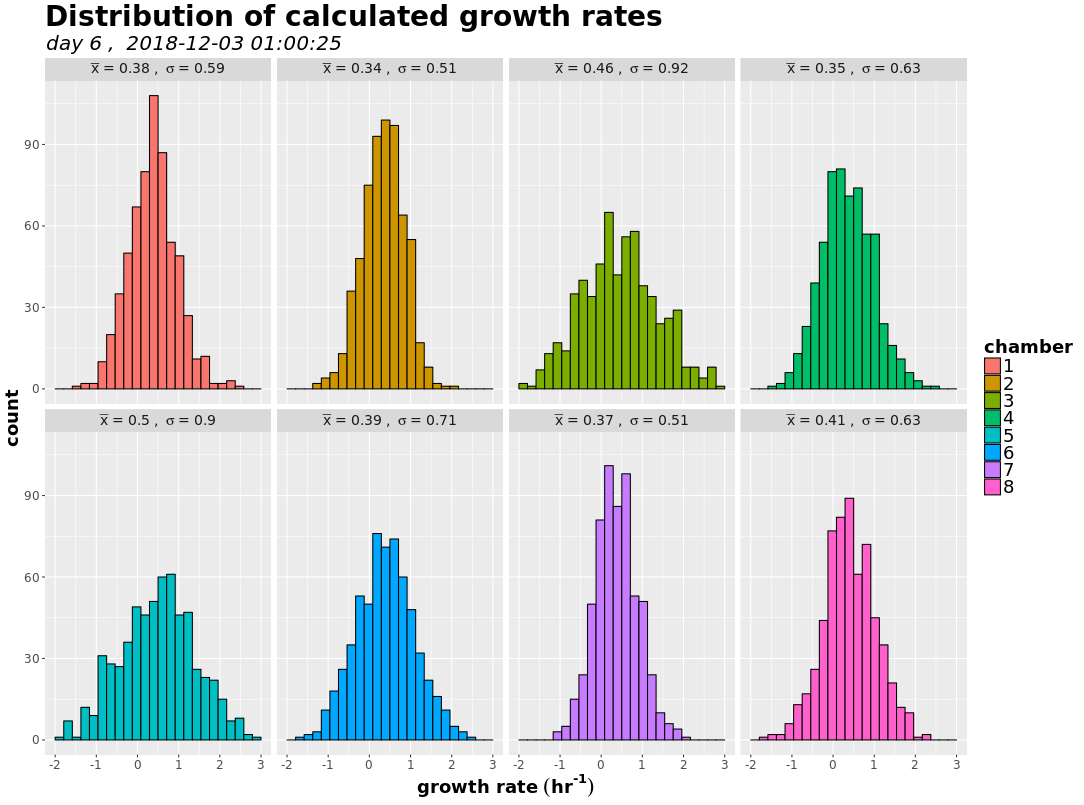 Distribution of calculated growth rates
day 6 ,  2018-12-03 01:00:25
x̅ = 0.38 ,  σ = 0.59
x̅ = 0.34 ,  σ = 0.51
x̅ = 0.46 ,  σ = 0.92
x̅ = 0.35 ,  σ = 0.63
90
60
30
0
x̅ = 0.5 ,  σ = 0.9
x̅ = 0.39 ,  σ = 0.71
x̅ = 0.37 ,  σ = 0.51
x̅ = 0.41 ,  σ = 0.63
90
60
30
0
-2 -1 0 1 2 3
-2 -1 0 1 2 3
-2 -1 0 1 2 3
-2 -1 0 1 2 3
growth rate (hr⁻¹)
count
chamber
1
2
3
4
5
6
7
8